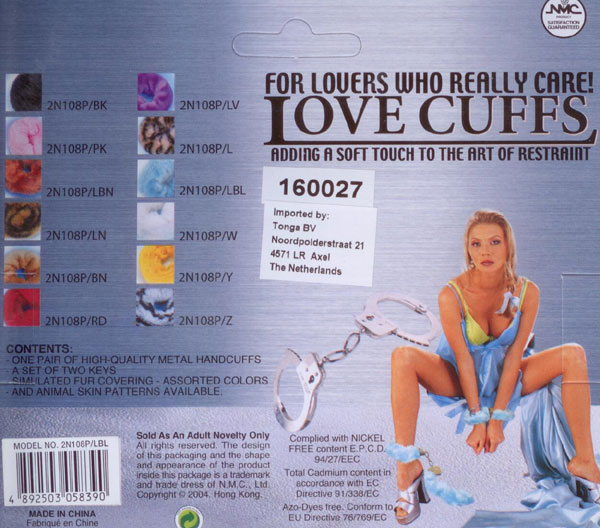 NMC
PRODUCT
SATISFACTION
GUARANTEED
FOR LOVERS WHO REALLY CARE!
LOVE CUFFS
ADDING A SOFT TOUCH TO THE ART OF RESTRAINT
2N108P/BK
2N108P/LV
2N108P/PK
2N108P/L
2N108P/LBN
2N108P/LBL
2N108P/LN
2N108P/W
2N108P/BN
2N108P/Y
2N108P/RD
2N108P/Z
160027
Imported by:
Tonga BV
Noordpolderstraat 21
4571 LR Axel
The Netherlands
CONTENTS:
- ONE PAIR OF HIGH-QUALITY METAL HANDCUFFS
- A SET OF TWO KEYS
- SIMULATED FUR COVERING - ASSORTED COLORS
- AND ANIMAL SKIN PATTERNS AVAILABLE.
MODEL NO. 2N108P/LBL
4 892503 058390
MADE IN CHINA
Fabriqué en Chine
Sold As An Adult Novelty Only
All rights reserved. The design
of this packaging and the shape
and appearance of the product
inside this package is a trademark
and trade dress of N.M.C., Ltd.
Copyright © 2004. Hong Kong.
Complied with NICKEL
FREE content E.P.C.D.
94/27/EEC
Total Cadmium content in
accordance with EC
Directive 91/338/EC
Azo-Dyes free. Conform to
EU Directive 76/769/EC